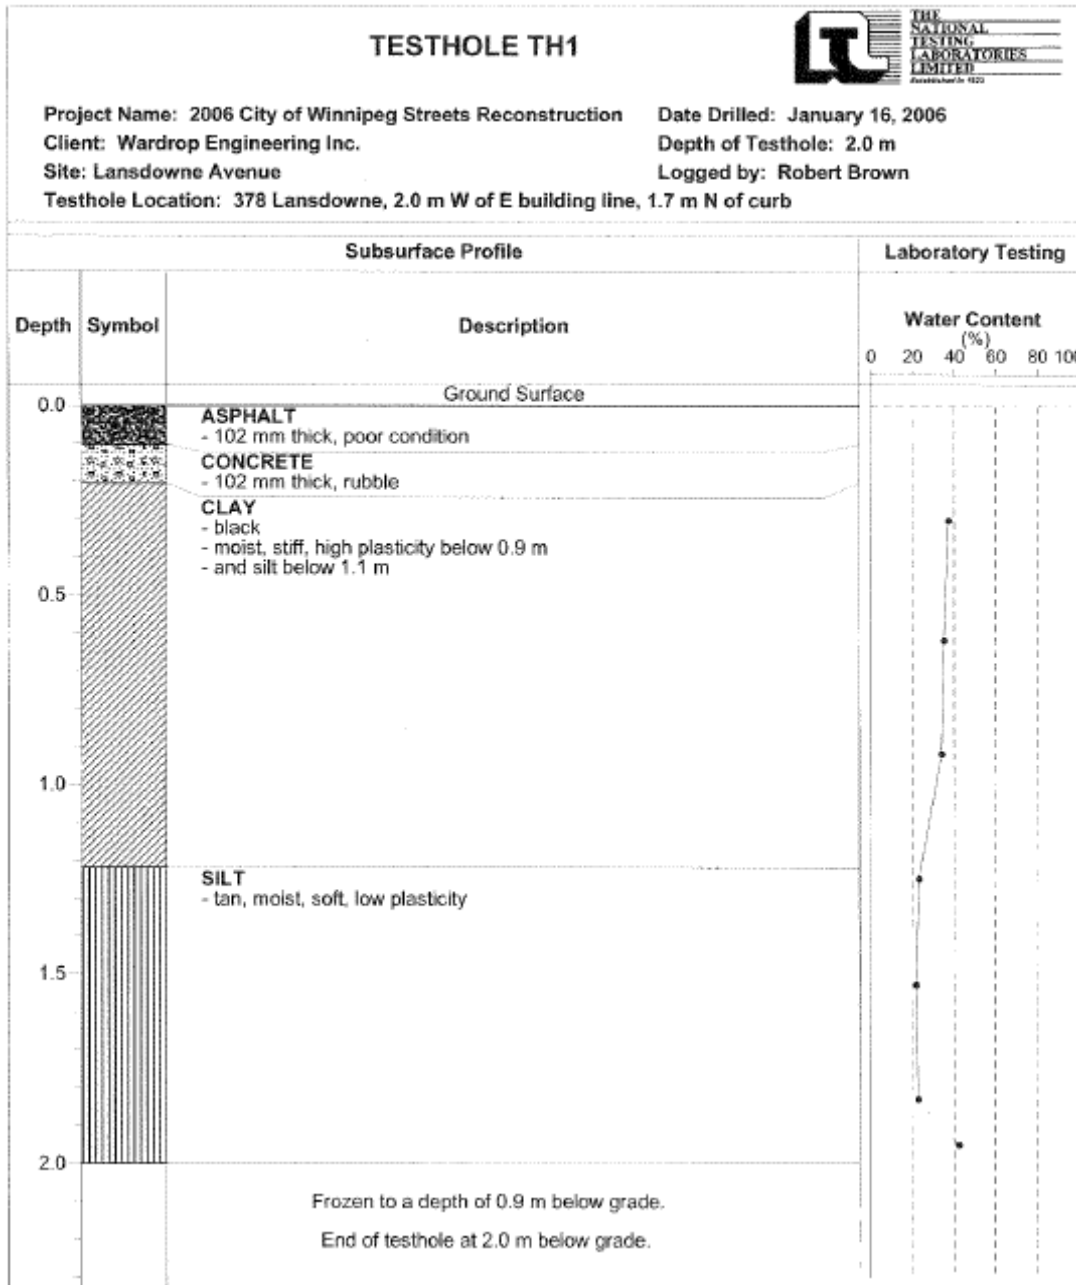 TESTHOLE TH1
THE
NATIONAL
TESTING
LABORATORIES
LIMITED
Established in 1923
Project Name: 2006 City of Winnipeg Streets Reconstruction
Date Drilled: January 16, 2006
Client: Wardrop Engineering Inc.
Depth of Testhole: 2.0 m
Site: Lansdowne Avenue
Logged by: Robert Brown
Testhole Location: 378 Lansdowne, 2.0 m W of E building line, 1.7 m N of curb
Subsurface Profile
Laboratory Testing
Depth
Symbol
Description
Water Content
(%)
0 20 40 60 80 100
Ground Surface
0.0
ASPHALT
- 102 mm thick, poor condition
CONCRETE
- 102 mm thick, rubble
CLAY
- black
- moist, stiff, high plasticity below 0.9 m
- and silt below 1.1 m
0.5
1.0
SILT
- tan, moist, soft, low plasticity
1.5
2.0
Frozen to a depth of 0.9 m below grade.
End of testhole at 2.0 m below grade.